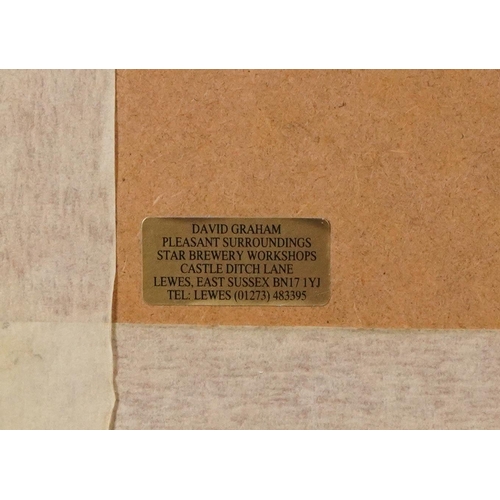 DAVID GRAHAM
PLEASANT SURROUNDINGS
STAR BREWERY WORKSHOPS
CASTLE DITCH LANE
LEWES, EAST SUSSEX BN17 1YJ
TEL: LEWES (01273) 483395